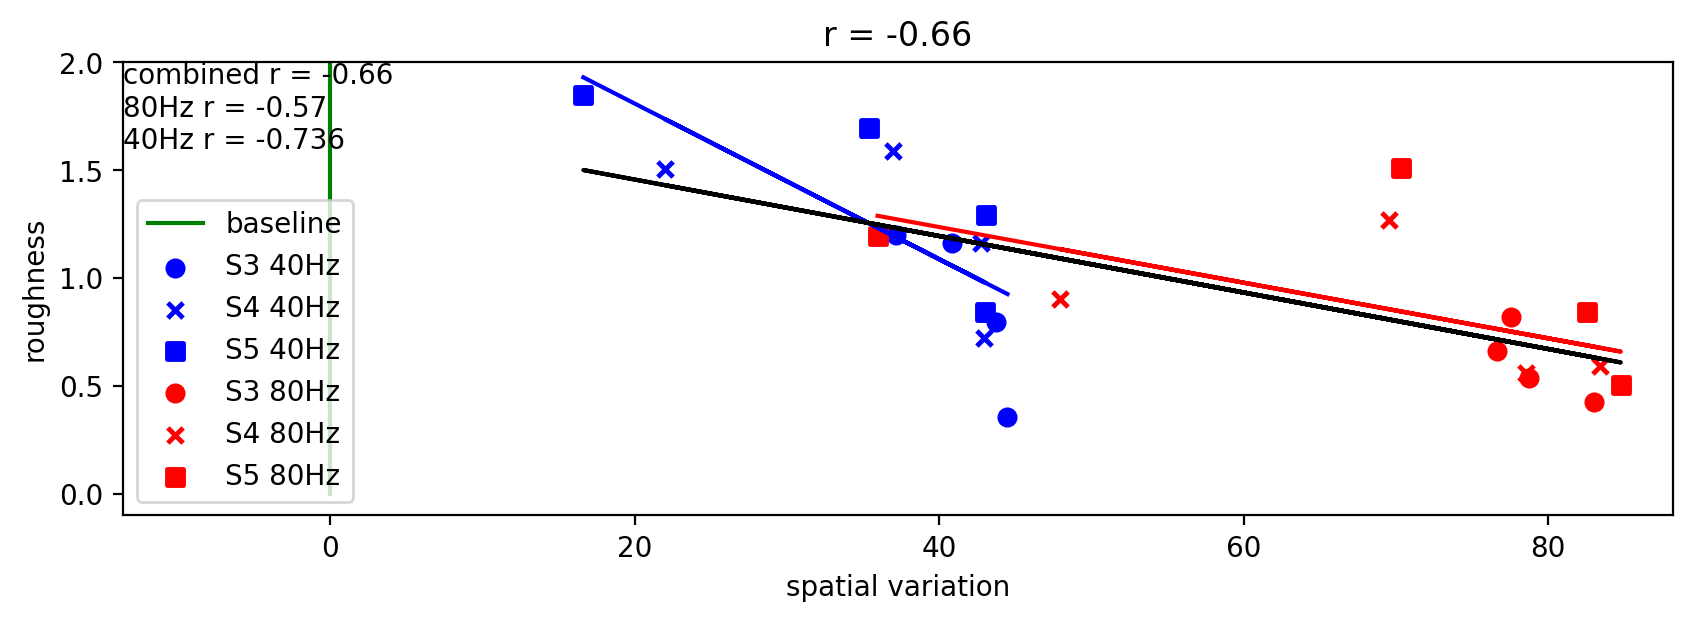 r = -0.66
combined r = -0.66
80Hz r = -0.57
40Hz r = -0.736
2.0
1.5
1.0
0.5
0.0
roughness
baseline
S3 40Hz
S4 40Hz
S5 40Hz
S3 80Hz
S4 80Hz
S5 80Hz
0 20 40 60 80
spatial variation